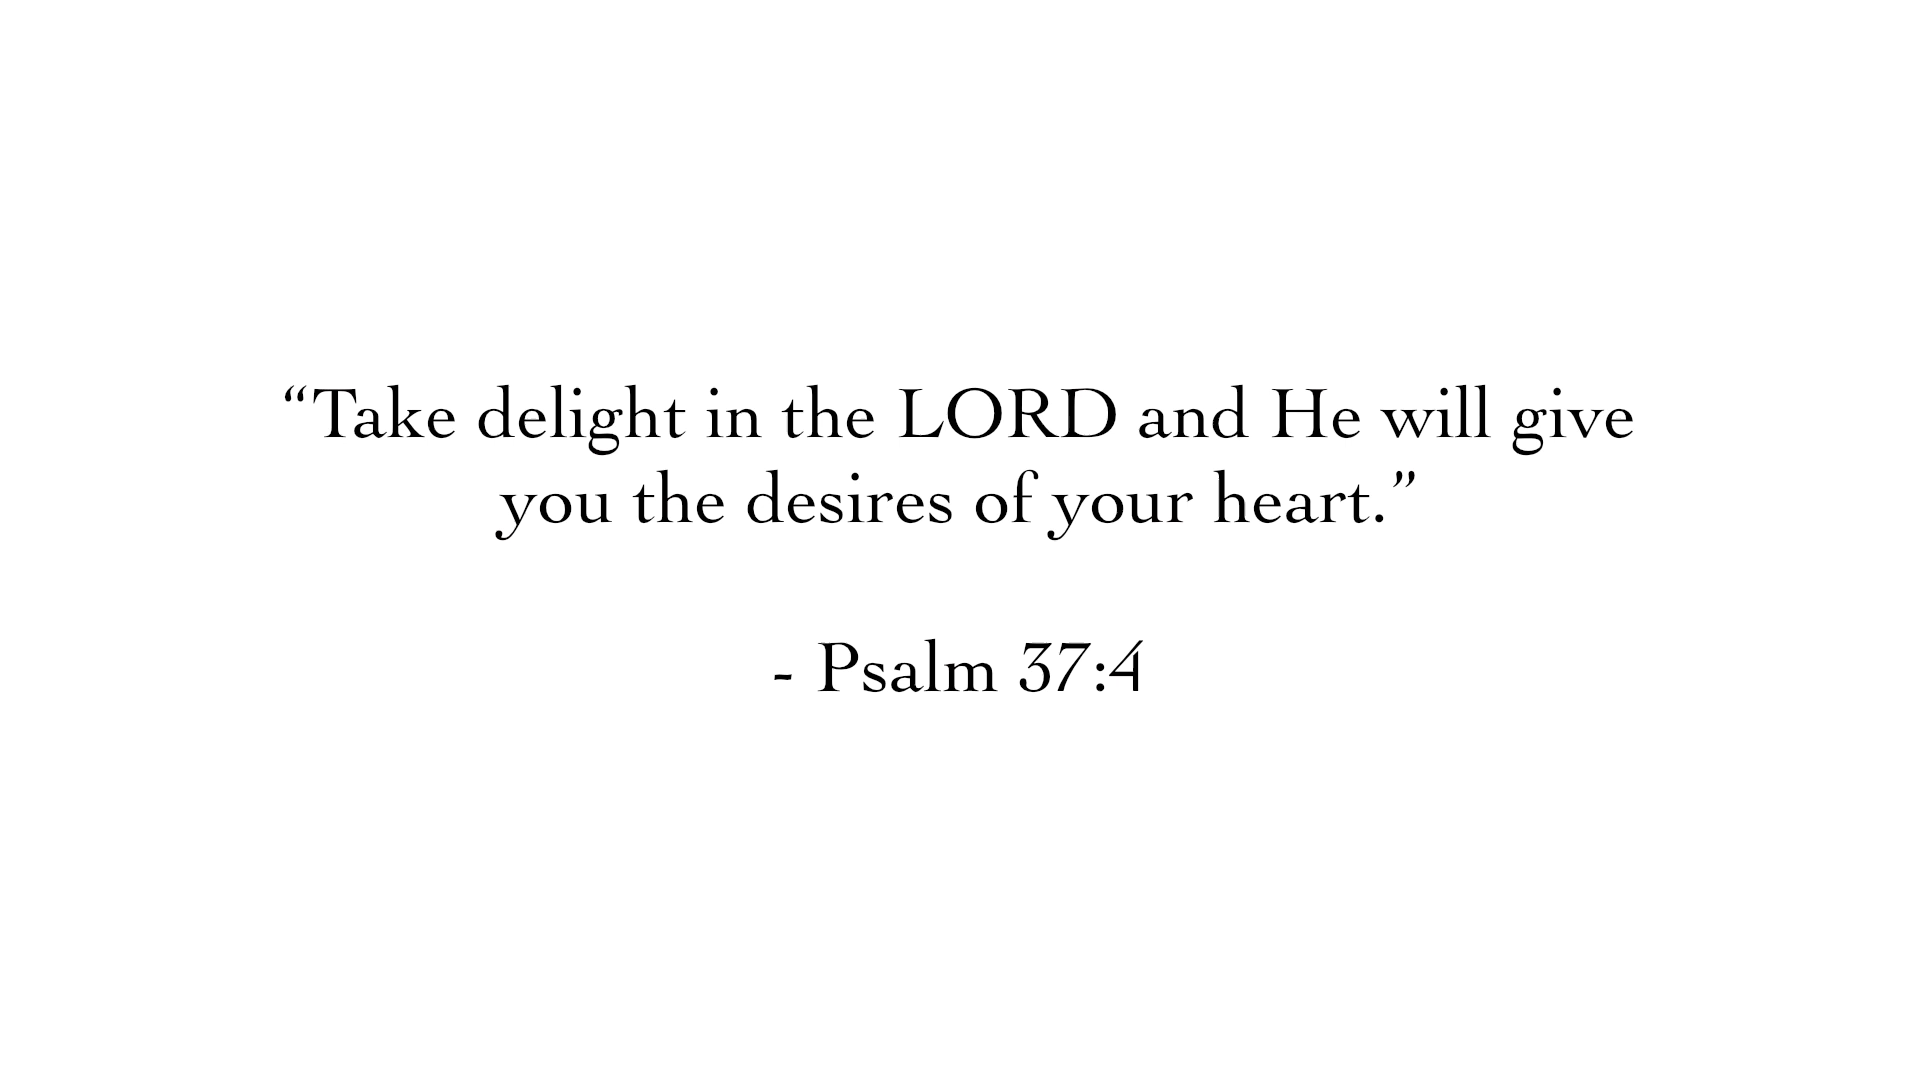 “Take delight in the LORD and He will give
you the desires of your heart.”
- Psalm 37:4